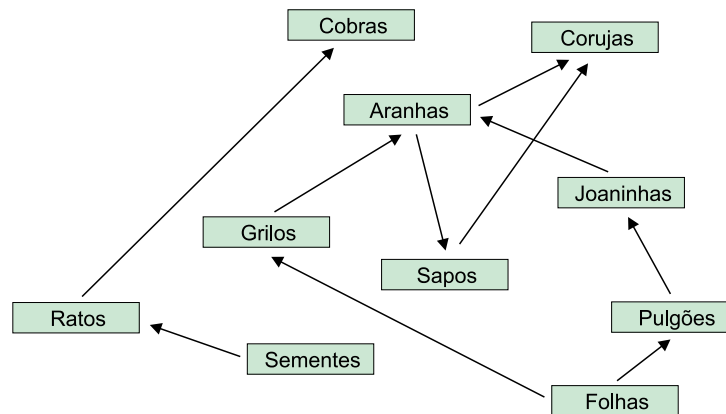 Cobras
Corujas
Aranhas
Joaninhas
Grilos
Sapos
Ratos
Pulgões
Sementes
Folhas